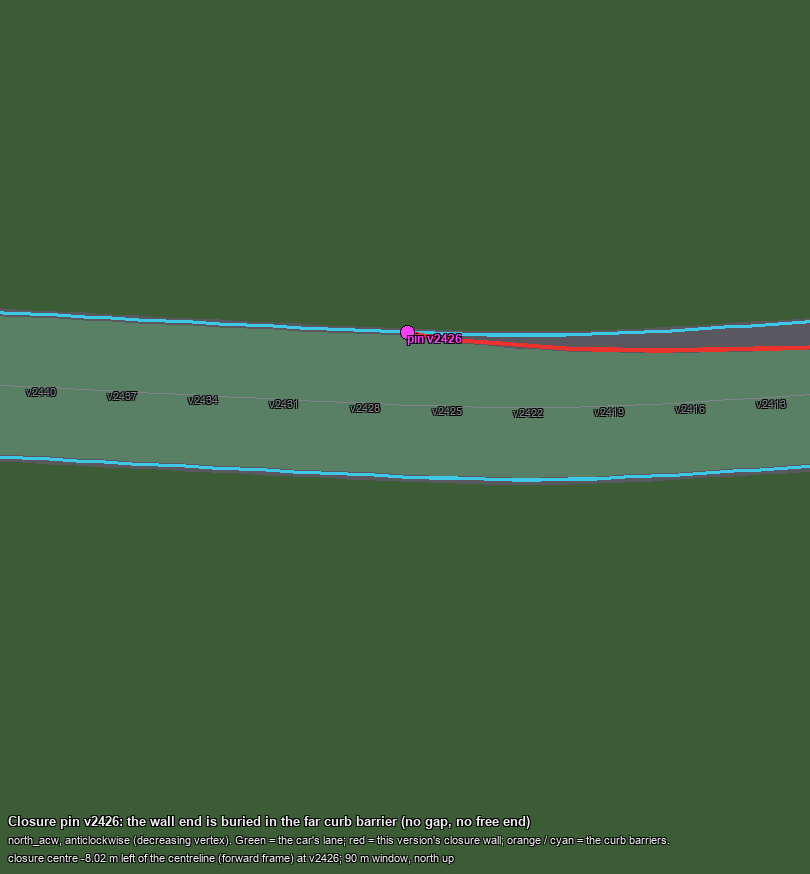 pin v2426
v2440
v2437
v2434
v2431
v2428
v2425
v2422
v2419
v2416
v2413
Closure pin v2426: the wall end is buried in the far curb barrier (no gap, no free end)
north_acw, anticlockwise (decreasing vertex). Green = the car's lane; red = this version's closure wall; orange / cyan = the curb barriers.
closure centre -8.02 m left of the centreline (forward frame) at v2426; 90 m window, north up